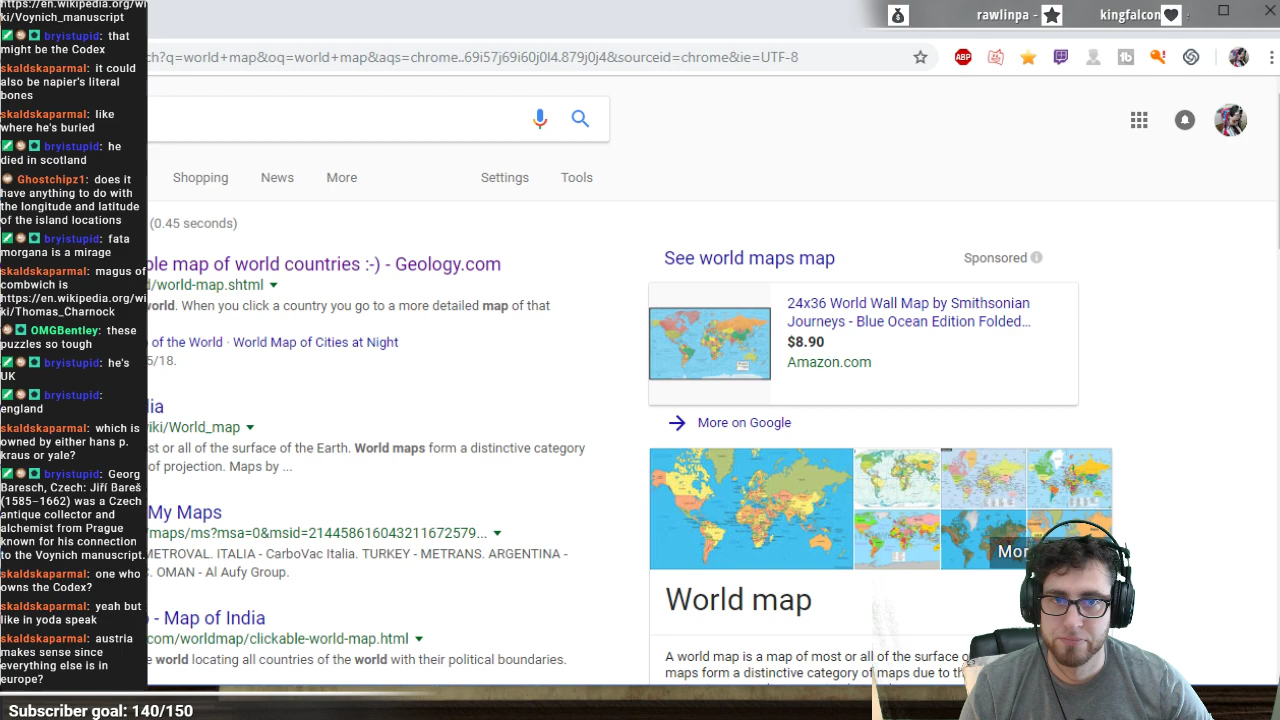 https://en.wikipedia.org/wi
ki/Voynich_manuscript
bryistupid: that
might be the Codex
skaldskaparmal: it could
also be napier's literal
bones
skaldskaparmal: like
where he's buried
bryistupid: he
died in scotland
Ghostchipz1: does it
have anything to do with
the longitude and latitude
of the island locations
bryistupid: fata
morgana is a mirage
skaldskaparmal: magus of
combwich is
https://en.wikipedia.org/wi
ki/Thomas_Charnock
OMGBentley: these
puzzles so tough
bryistupid: he's
UK
bryistupid:
england
skaldskaparmal: which is
owned by either hans p.
kraus or yale?
bryistupid: Georg
Baresch, Czech: Jiří Bareš
(1585–1662) was a Czech
antique collector and
alchemist from Prague
known for his connection
to the Voynich manuscript.
skaldskaparmal: one who
owns the Codex?
skaldskaparmal: yeah but
like in yoda speak
skaldskaparmal: austria
makes sense since
everything else is in
europe?
Subscriber goal: 140/150
rawlinpa - kingfalcon
ch?q=world+map&oq=world+map&aqs=chrome..69i57j69i60j0l4.879j0j4&sourceid=chrome&ie=UTF-8
ABP
tb
Shopping News More Settings Tools
(0.45 seconds)
ble map of world countries :-) - Geology.com
d/world-map.shtml
world. When you click a country you go to a more detailed map of that
of the World · World Map of Cities at Night
5/18.
dia
wiki/World_map
st or all of the surface of the Earth. World maps form a distinctive category
of projection. Maps by ...
My Maps
/maps/ms?msa=0&msid=214458616043211672579...
METROVAL. ITALIA - CarboVac Italia. TURKEY - METRANS. ARGENTINA -
. OMAN - Al Aufy Group.
- Map of India
com/worldmap/clickable-world-map.html
e world locating all countries of the world with their political boundaries.
See world maps map
Sponsored
24x36 World Wall Map by Smithsonian
Journeys - Blue Ocean Edition Folded...
$8.90
Amazon.com
More on Google
Mor
World map
A world map is a map of most or all of the surface o
maps form a distinctive category of maps due to th